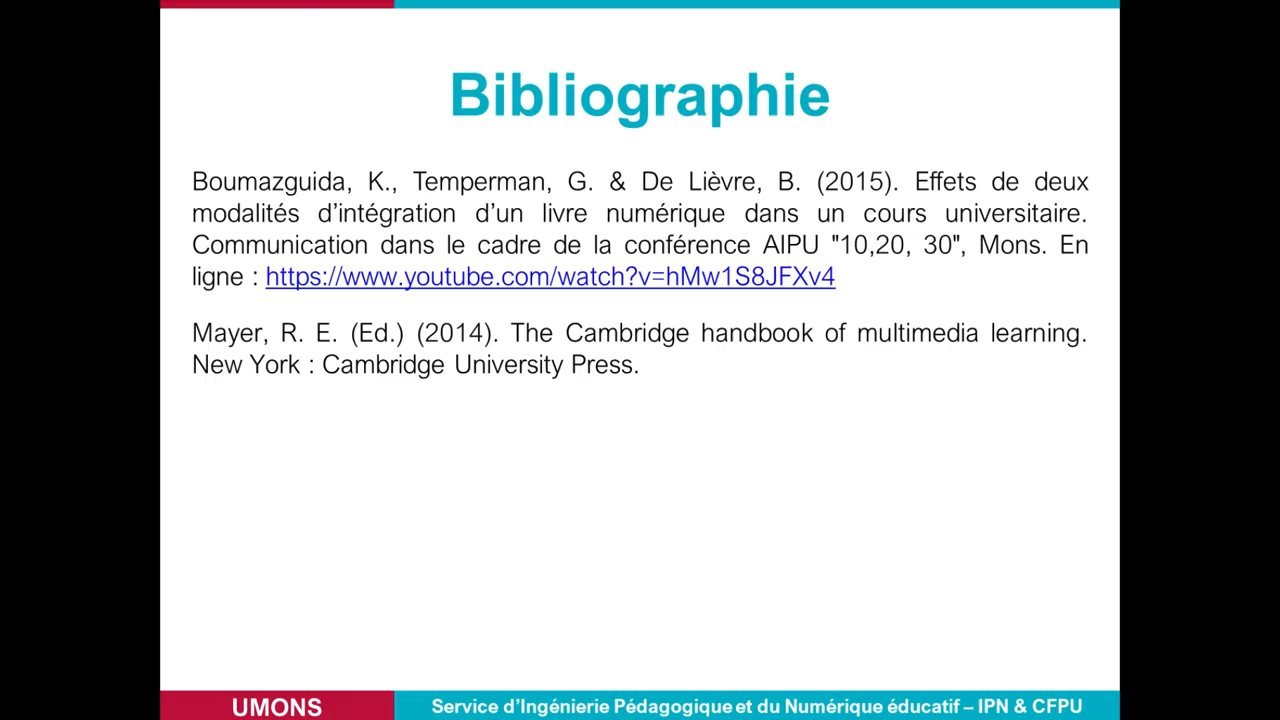 Bibliographie
Boumazguida, K., Temperman, G. & De Lièvre, B. (2015). Effets de deux
modalités d’intégration d’un livre numérique dans un cours universitaire.
Communication dans le cadre de la conférence AIPU "10,20, 30", Mons. En
ligne : https://www.youtube.com/watch?v=hMw1S8JFXv4
Mayer, R. E. (Ed.) (2014). The Cambridge handbook of multimedia learning.
New York : Cambridge University Press.
UMONS
Service d’Ingénierie Pédagogique et du Numérique éducatif – IPN & CFPU